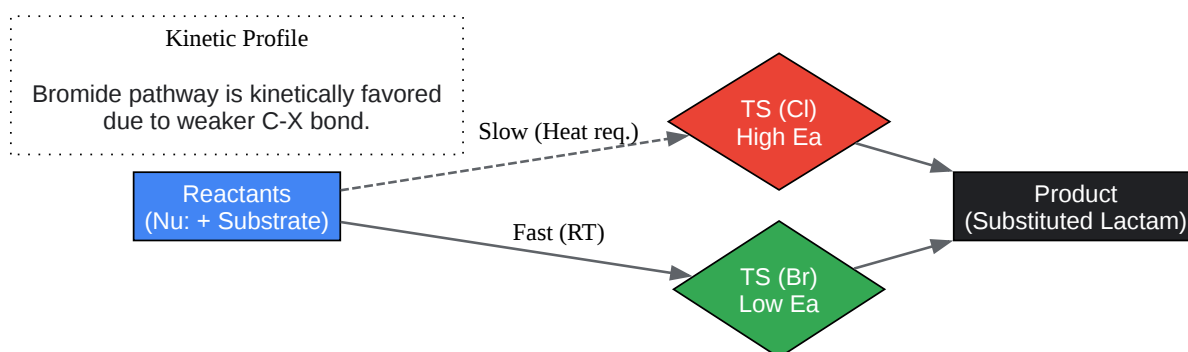 Kinetic Profile
Bromide pathway is kinetically favored
due to weaker C-X bond.
Slow (Heat req.)
TS (Cl)
High Ea
Reactants
(Nu: + Substrate)
Product
(Substituted Lactam)
Fast (RT)
TS (Br)
Low Ea